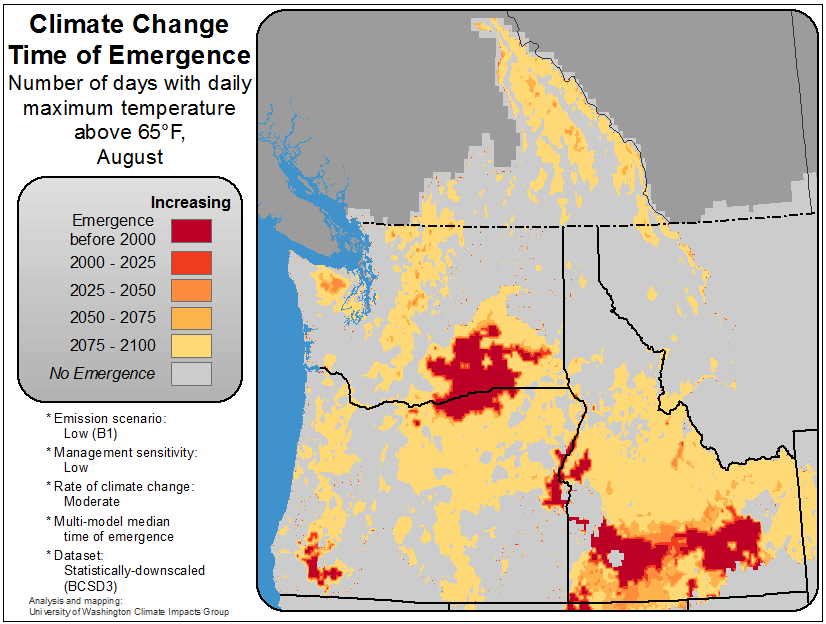 Climate Change
Time of Emergence
Number of days with daily
maximum temperature
above 65°F,
August
Increasing
Emergence
before 2000
2000 - 2025
2025 - 2050
2050 - 2075
2075 - 2100
No Emergence
* Emission scenario:
Low (B1)
* Management sensitivity:
Low
* Rate of climate change:
Moderate
* Multi-model median
time of emergence
* Dataset:
Statistically-downscaled
(BCSD3)
Analysis and mapping:
University of Washington Climate Impacts Group